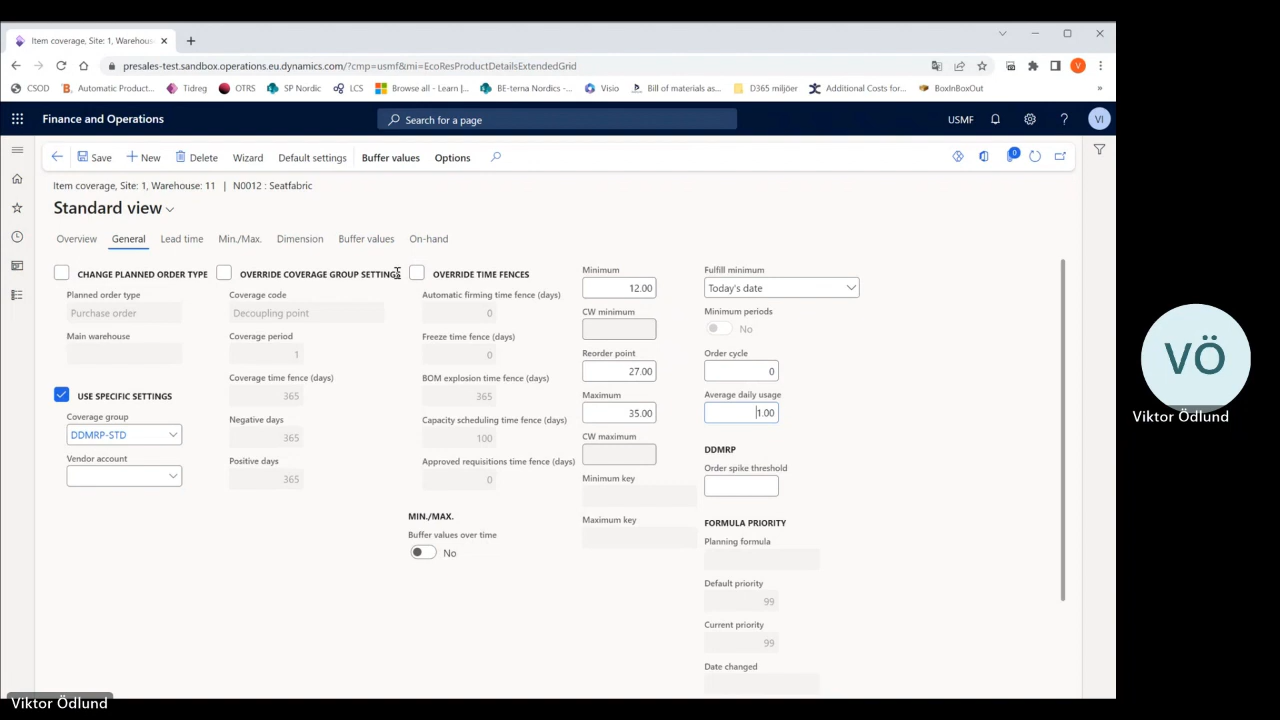 Item coverage, Site: 1, Warehous
presales-test.sandbox.operations.eu.dynamics.com/?cmp=usmf&mi=EcoResProductDetailsExtendedGrid
CSOD Automatic Product... Tidreg OTRS SP Nordic LCS Browse all - Learn |... BE-terna Nordics -... Visio Bill of materials as... D365 miljöer Additional Costs for... BoxInBoxOut »
Finance and Operations Search for a page USMF VI
Save New Delete Wizard Default settings Buffer values Options 0
Item coverage, Site: 1, Warehouse: 11 | N0012 : Seatfabric
Standard view
Overview General Lead time Min./Max. Dimension Buffer values On-hand
CHANGE PLANNED ORDER TYPE
Planned order type
Purchase order
Main warehouse
USE SPECIFIC SETTINGS
Coverage group
DDMRP-STD
Vendor account
OVERRIDE COVERAGE GROUP SETTINGS
Coverage code
Decoupling point
Coverage period
1
Coverage time fence (days)
365
Negative days
365
Positive days
365
OVERRIDE TIME FENCES
Automatic firming time fence (days)
0
Freeze time fence (days)
0
BOM explosion time fence (days)
365
Capacity scheduling time fence (days)
100
Approved requisitions time fence (days)
0
MIN./MAX.
Buffer values over time
No
Minimum
12.00
CW minimum
Reorder point
27.00
Maximum
35.00
CW maximum
Minimum key
Maximum key
Fulfill minimum
Today's date
Minimum periods
No
Order cycle
0
Average daily usage
1.00
DDMRP
Order spike threshold
FORMULA PRIORITY
Planning formula
Default priority
99
Current priority
99
Date changed
VÖ
Viktor Ödlund
Viktor Ödlund